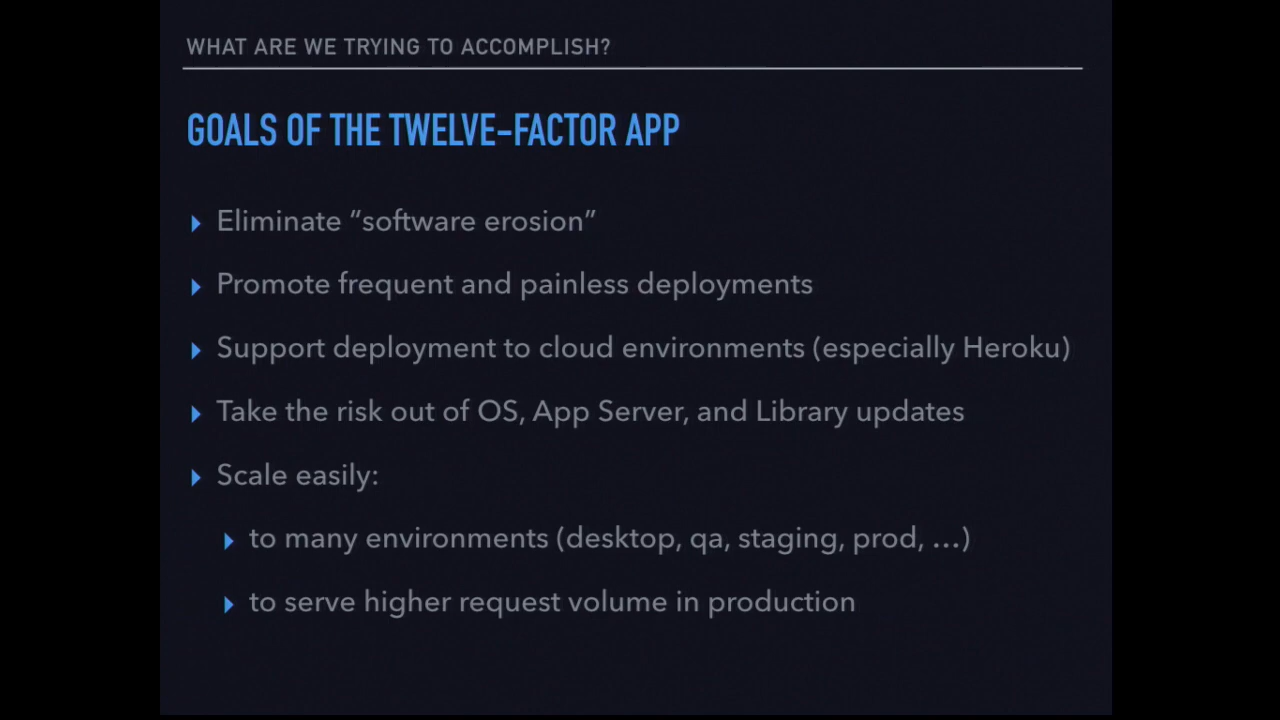 WHAT ARE WE TRYING TO ACCOMPLISH?
GOALS OF THE TWELVE-FACTOR APP
Eliminate “software erosion”
Promote frequent and painless deployments
Support deployment to cloud environments (especially Heroku)
Take the risk out of OS, App Server, and Library updates
Scale easily:
to many environments (desktop, qa, staging, prod, …)
to serve higher request volume in production